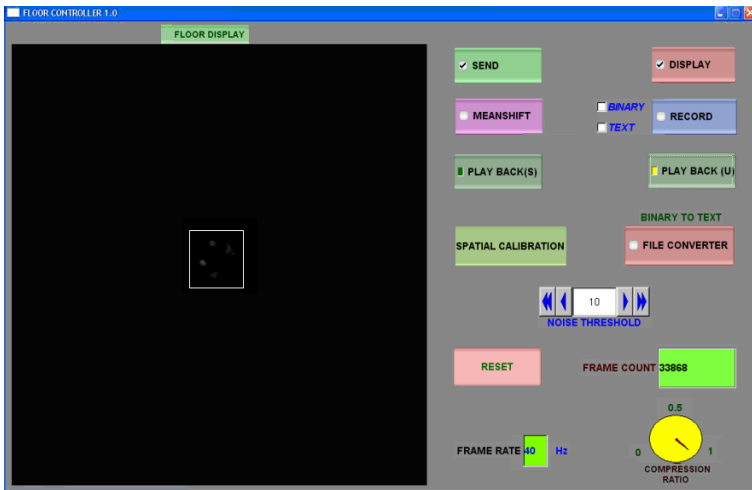 FLOOR CONTROLLER 1.0
FLOOR DISPLAY
SEND
DISPLAY
MEANSHIFT
BINARY
TEXT
RECORD
PLAY BACK(S)
PLAY BACK (U)
BINARY TO TEXT
SPATIAL CALIBRATION
FILE CONVERTER
10
NOISE THRESHOLD
RESET
FRAME COUNT 33868
0.5
FRAME RATE 40 Hz
0
1
COMPRESSION
RATIO